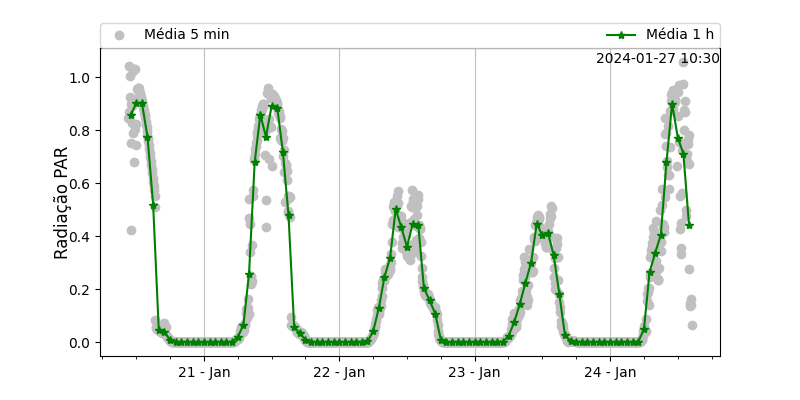 Média 5 min
Média 1 h
2024-01-27 10:30
Radiação PAR
1.0
0.8
0.6
0.4
0.2
0.0
21 - Jan
22 - Jan
23 - Jan
24 - Jan